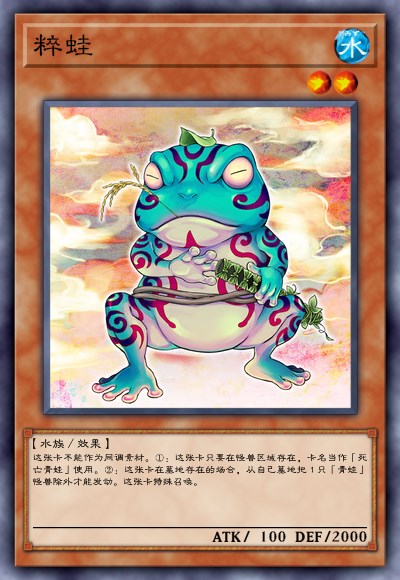 粹蛙
水
【水族／效果】
这张卡不能作为同调素材。①：这张卡只要在怪兽区域存在，卡名当作「死
亡青蛙」使用。②：这张卡在墓地存在的场合，从自己墓地把1只「青蛙」
怪兽除外才能发动。这张卡特殊召唤。
ATK/ 100 DEF/2000